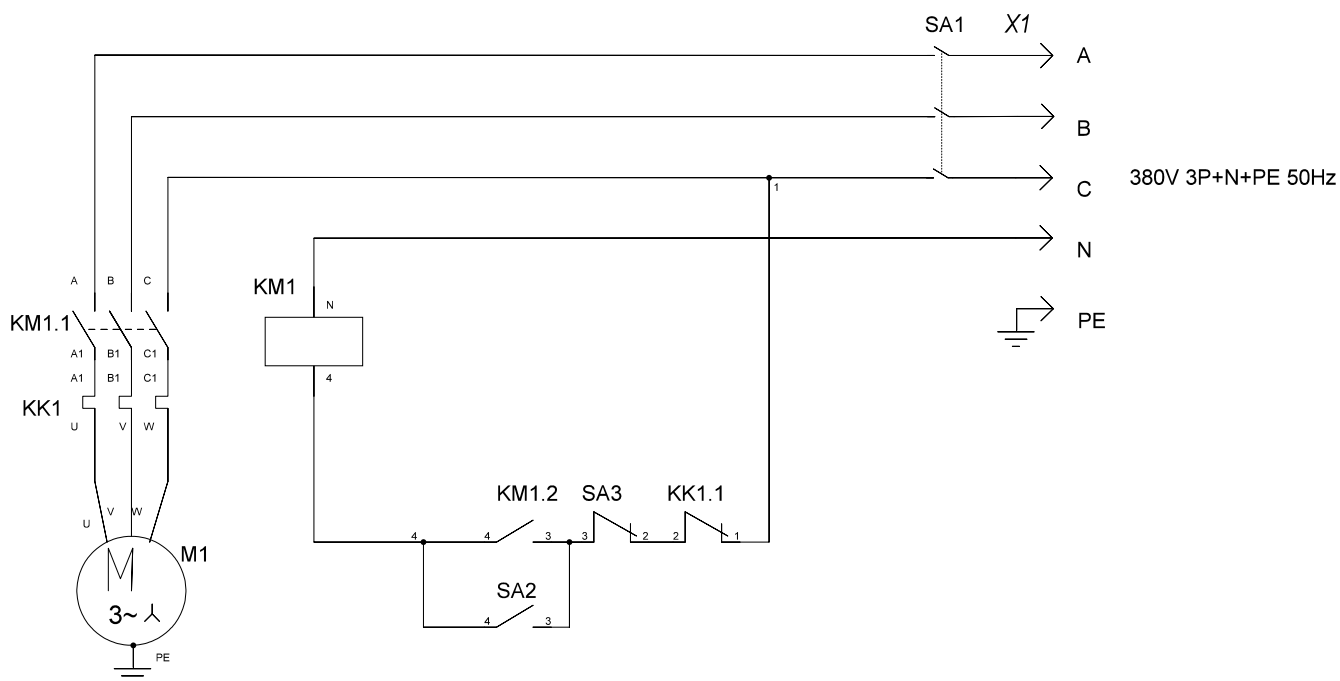 SA1 X1
A
B
1
C 380V 3P+N+PE 50Hz
N
A B C
KM1 N
KM1.1
PE
A1 B1 C1
A1 B1 C1
4
KK1
U V W
KM1.2 SA3 KK1.1
U V W
4 4 3 3 2 2 1
M1
M
SA2
3~
4 3
PE